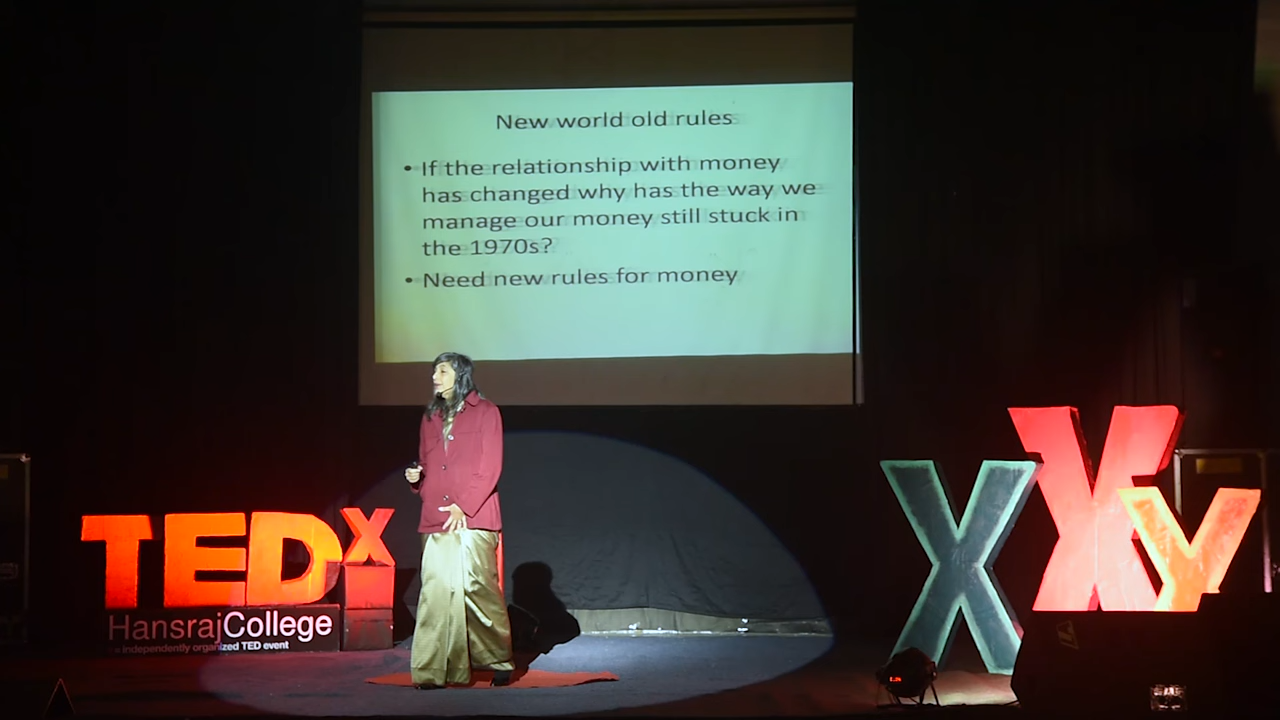 New world old rules
• If the relationship with money
has changed why has the way we
manage our money still stuck in
the 1970s?
• Need new rules for money
TEDx
HansrajCollege
x independently organized TED event
X X Y